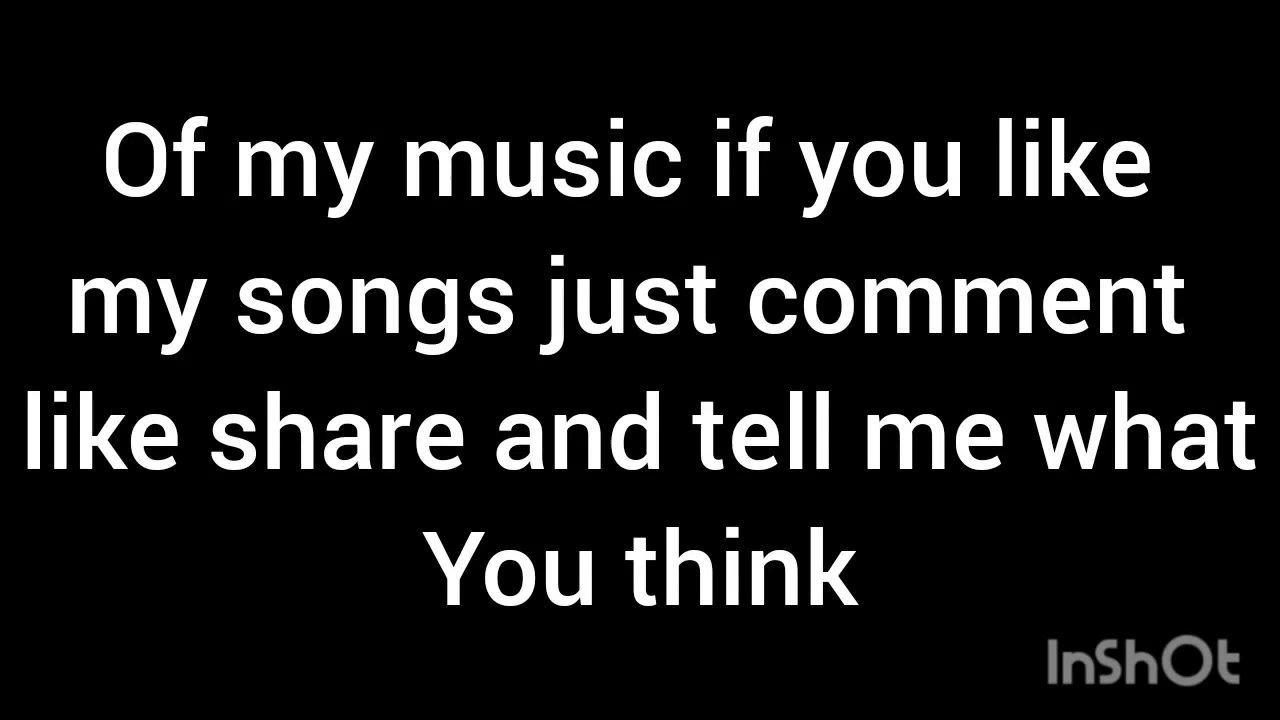 Of my music if you like
my songs just comment
like share and tell me what
You think
InShOt